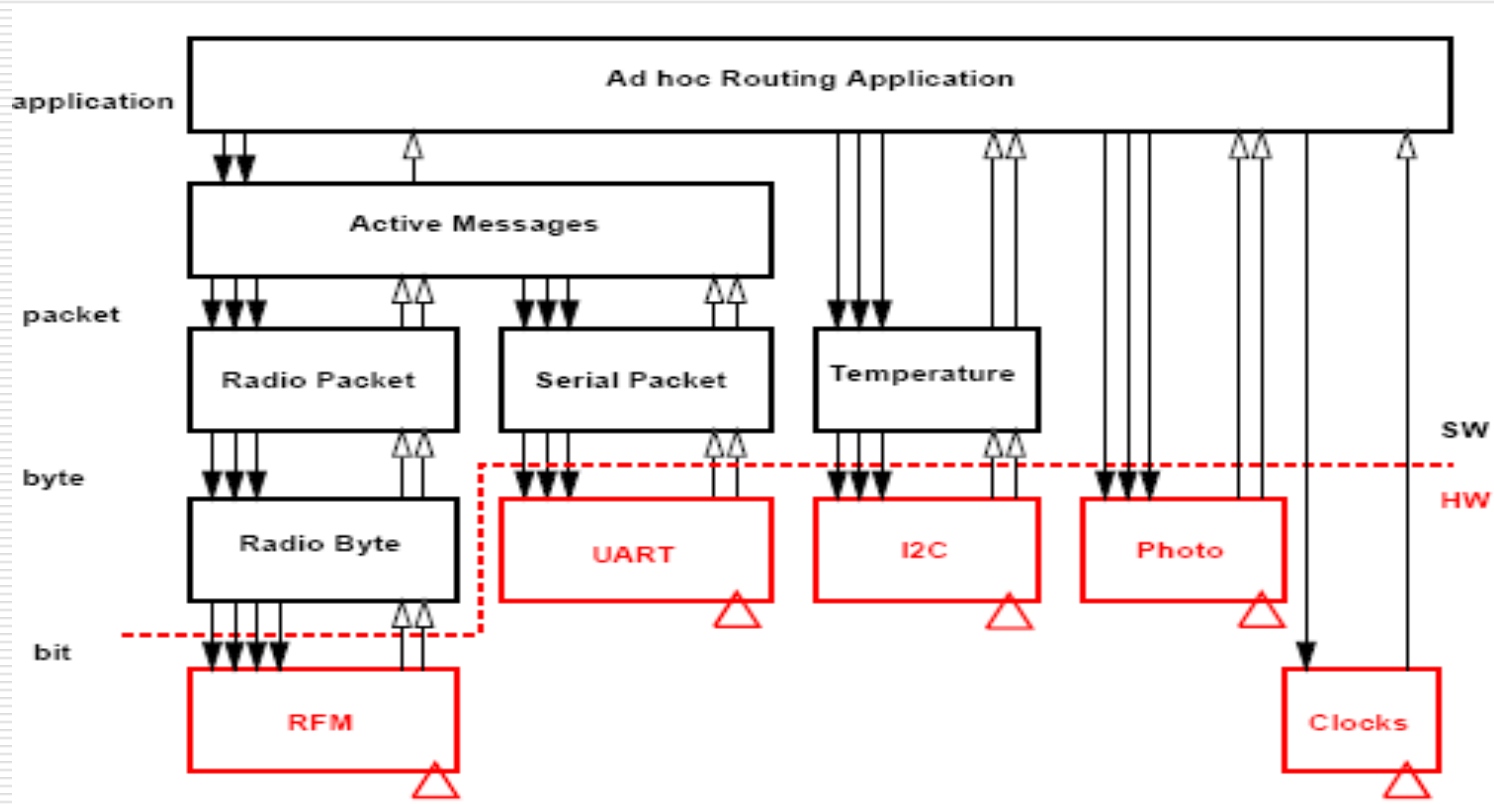 Ad hoc Routing Application
application
Active Messages
packet
Radio Packet
Serial Packet
Temperature
SW
byte
HW
Radio Byte
UART
I2C
Photo
bit
RFM
Clocks